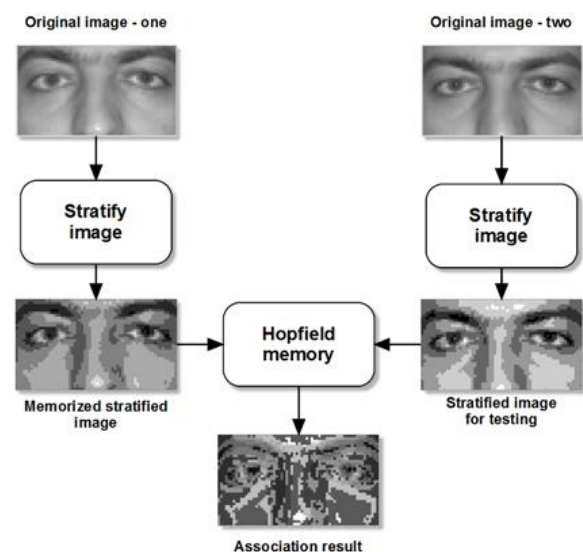 Original image - one
Original image - two
Stratify
image
Stratify
image
Hopfield
memory
Memorized stratified
image
Stratified image
for testing
Association result